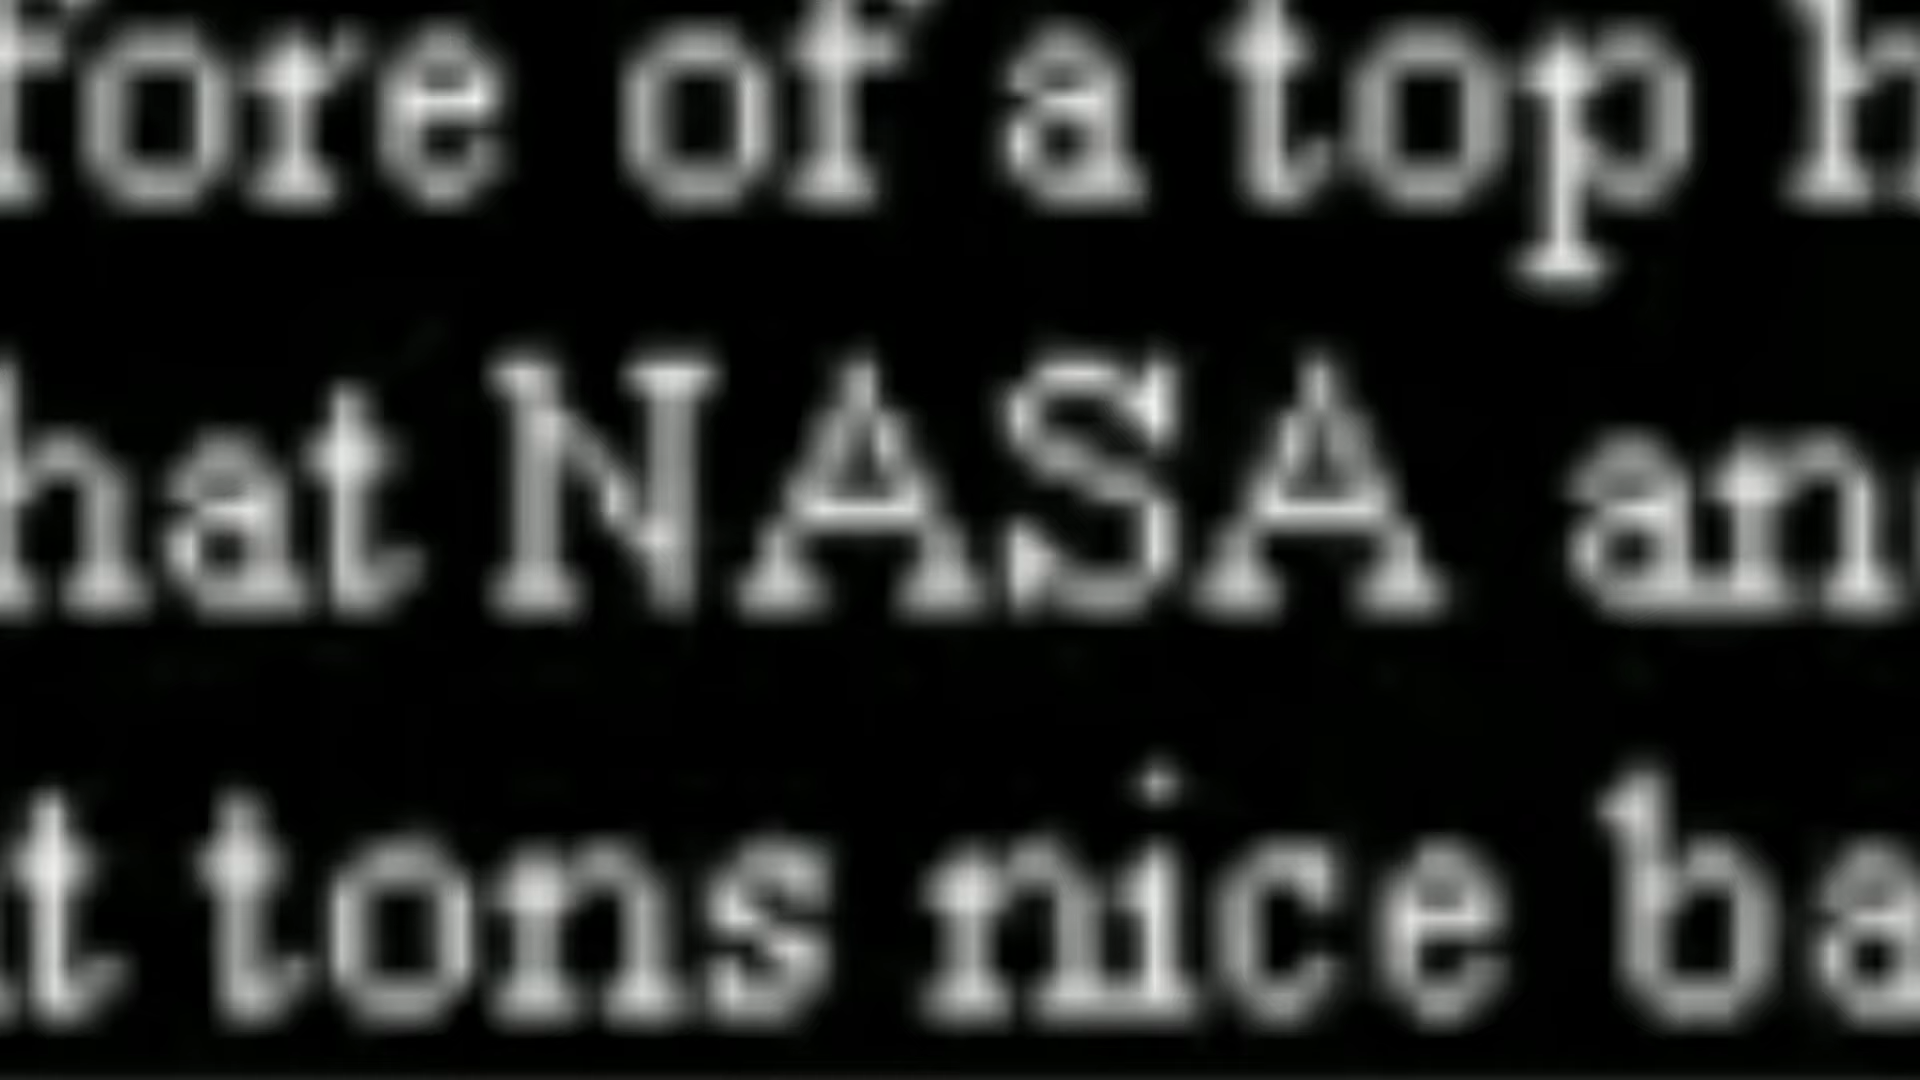 fore of a top h
hat NASA an
t tons nice ba